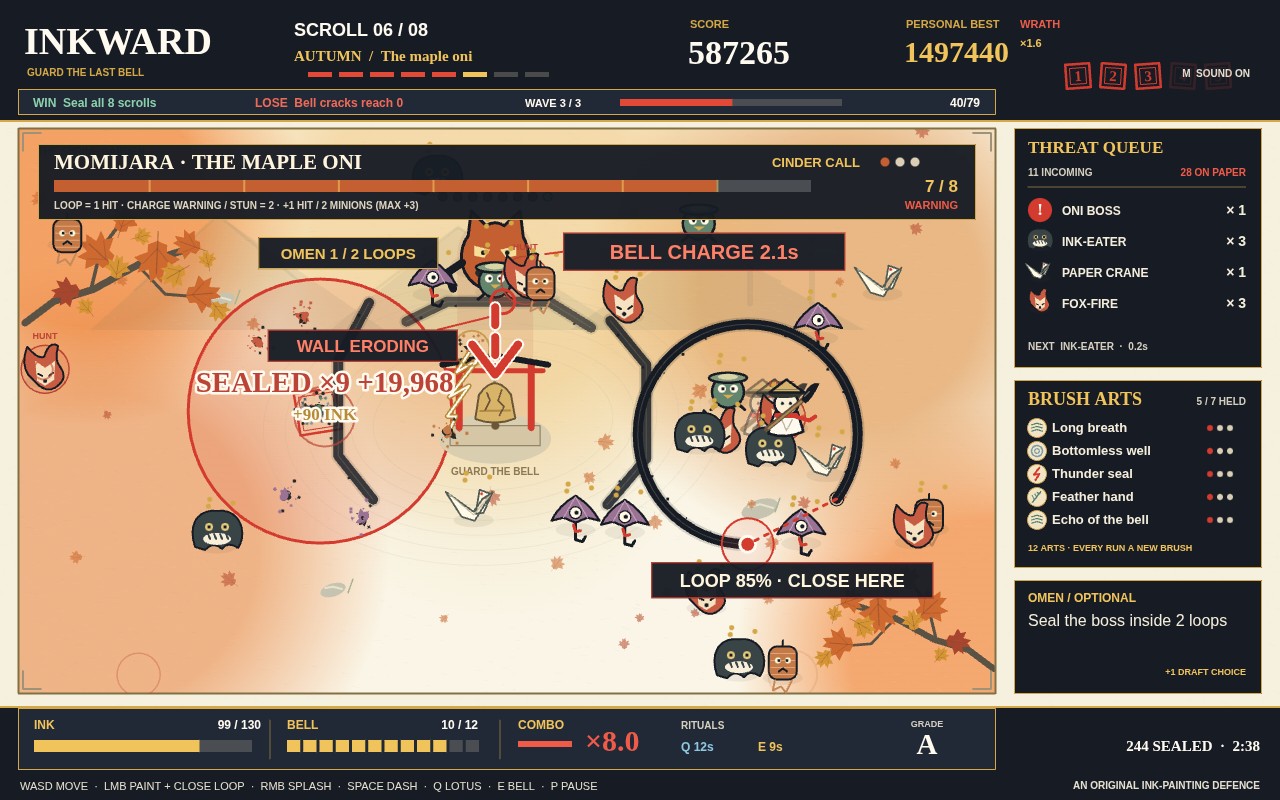 INKWARD
GUARD THE LAST BELL
SCROLL 06 / 08
AUTUMN / The maple oni
SCORE
587265
PERSONAL BEST
1497440
WRATH
×1.6
1 2 3
M SOUND ON
WIN Seal all 8 scrolls
LOSE Bell cracks reach 0
WAVE 3 / 3
40/79
MOMIJARA · THE MAPLE ONI
CINDER CALL
7 / 8
LOOP = 1 HIT · CHARGE WARNING / STUN = 2 · +1 HIT / 2 MINIONS (MAX +3)
WARNING
OMEN 1 / 2 LOOPS
BELL CHARGE 2.1s
HUNT
WALL ERODING
SEALED ×9 +19,968
+90 INK
GUARD THE BELL
LOOP 85% · CLOSE HERE
THREAT QUEUE
11 INCOMING
28 ON PAPER
! ONI BOSS × 1
INK-EATER × 3
PAPER CRANE × 1
FOX-FIRE × 3
NEXT INK-EATER · 0.2s
BRUSH ARTS
5 / 7 HELD
Long breath
Bottomless well
Thunder seal
Feather hand
Echo of the bell
12 ARTS · EVERY RUN A NEW BRUSH
OMEN / OPTIONAL
Seal the boss inside 2 loops
+1 DRAFT CHOICE
INK
99 / 130
BELL
10 / 12
COMBO
×8.0
RITUALS
Q 12s
E 9s
GRADE
A
244 SEALED · 2:38
WASD MOVE · LMB PAINT + CLOSE LOOP · RMB SPLASH · SPACE DASH · Q LOTUS · E BELL · P PAUSE
AN ORIGINAL INK-PAINTING DEFENCE